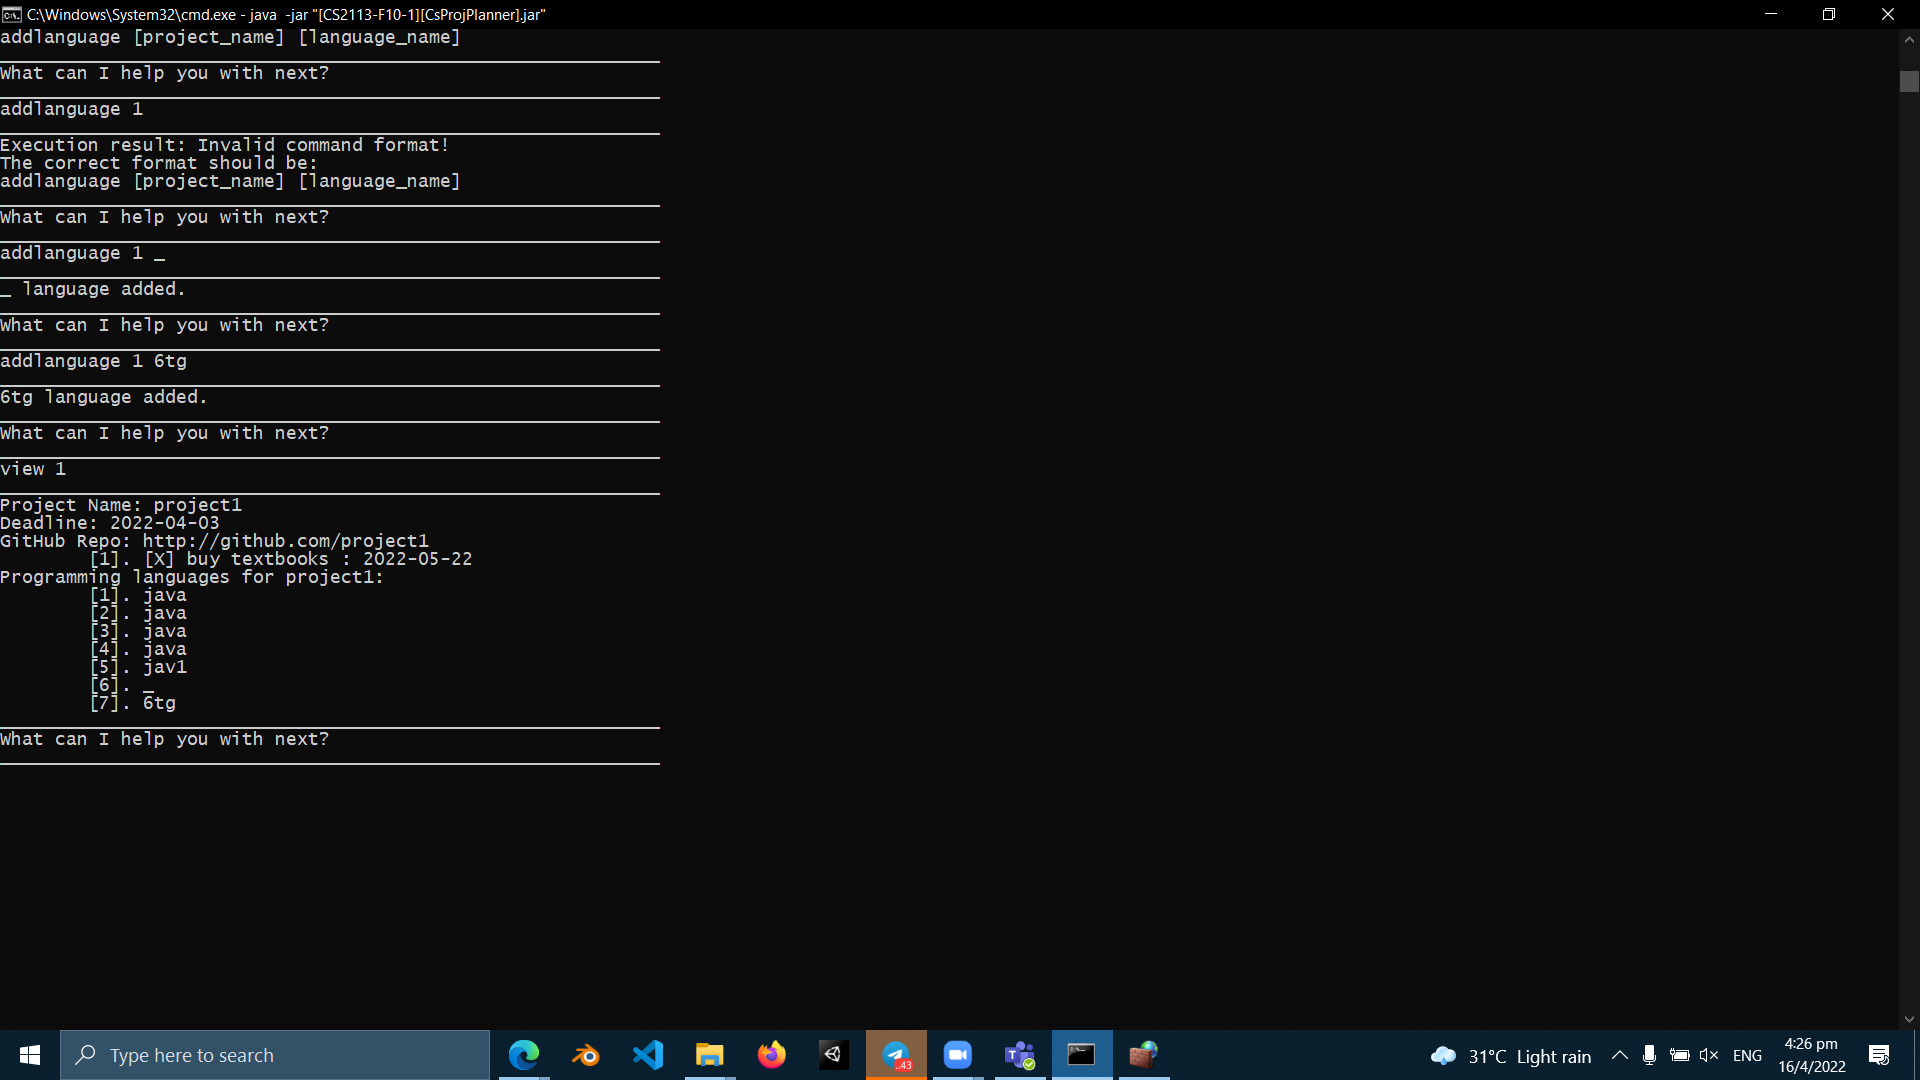 C:\Windows\System32\cmd.exe - java  -jar "[CS2113-F10-1][CsProjPlanner].jar"
addlanguage [project_name] [language_name]
What can I help you with next?
addlanguage 1
Execution result: Invalid command format!
The correct format should be:
addlanguage [project_name] [language_name]
What can I help you with next?
addlanguage 1 _
_ language added.
What can I help you with next?
addlanguage 1 6tg
6tg language added.
What can I help you with next?
view 1
Project Name: project1
Deadline: 2022-04-03
GitHub Repo: http://github.com/project1
[1]. [X] buy textbooks : 2022-05-22
Programming languages for project1:
[1]. java
[2]. java
[3]. java
[4]. java
[5]. jav1
[6]. _
[7]. 6tg
What can I help you with next?
Type here to search
..43
31°C Light rain
ENG
4:26 pm
16/4/2022